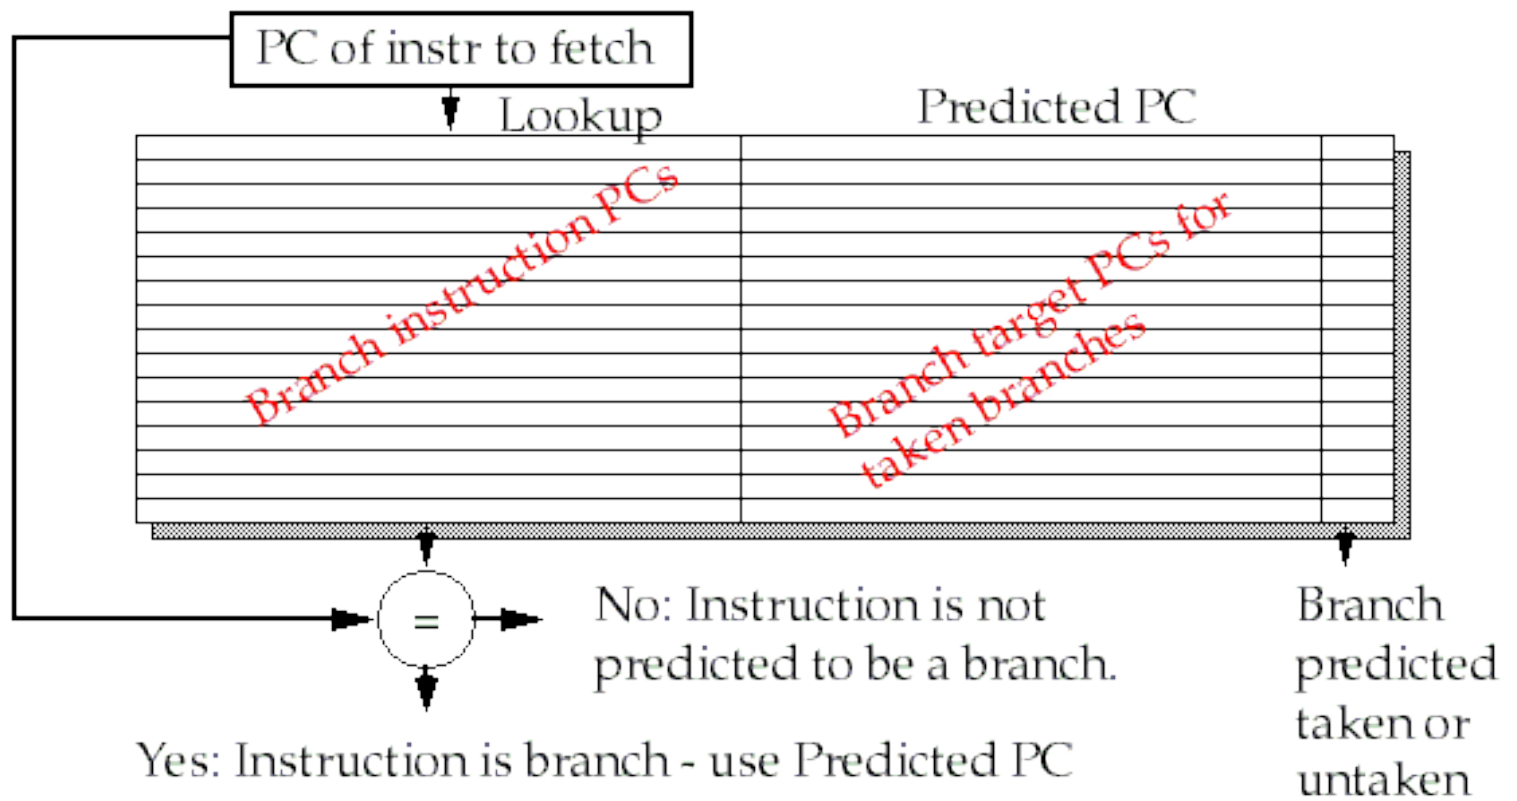 PC of instr to fetch
Lookup
Predicted PC
Branch instruction PCs
Branch target PCs for
taken branches
=
No: Instruction is not
predicted to be a branch.
Yes: Instruction is branch - use Predicted PC
Branch
predicted
taken or
untaken